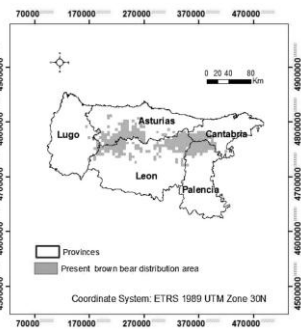 70000 170000 270000 370000 470000
4900000
4800000
4700000
4600000
4500000
0 20 40 80
Km
Asturias
Lugo
Cantabria
Leon
Palencia
Provinces
Present brown bear distribution area
Coordinate System: ETRS 1989 UTM Zone 30N
70000 170000 270000 370000 470000
4900000
4800000
4700000
4600000
4500000